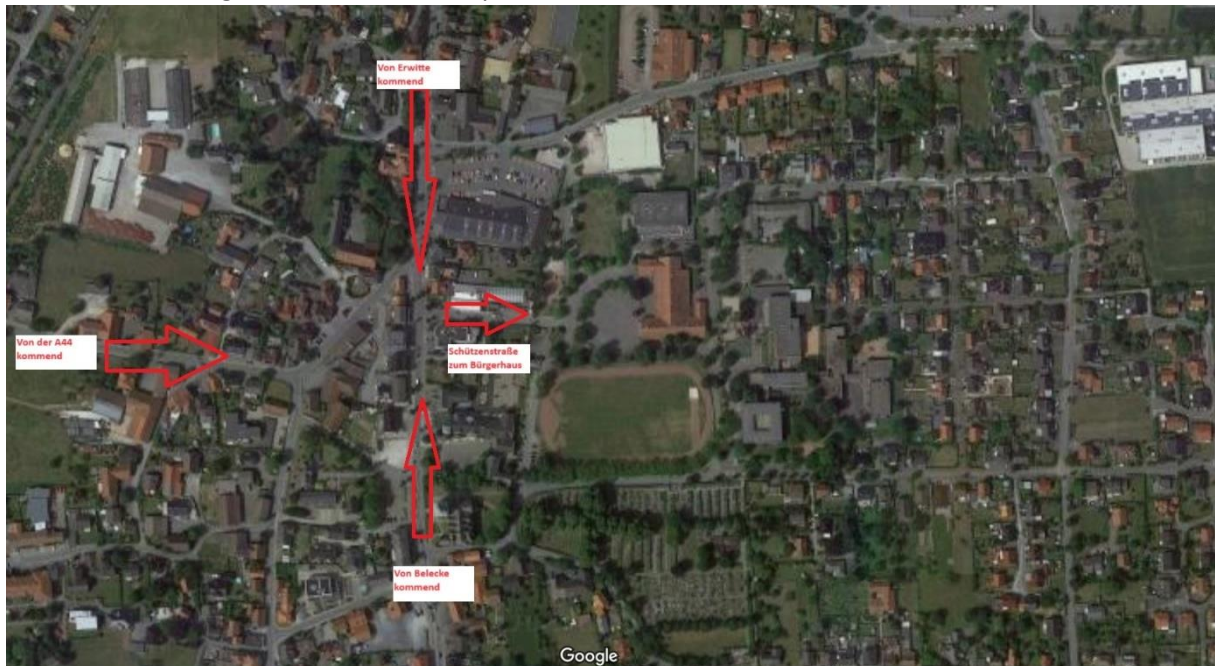 Von Erwitte
kommend
Von der A44
kommend
Schützenstraße
zum Bürgerhaus
Von Belecke
kommend
Google